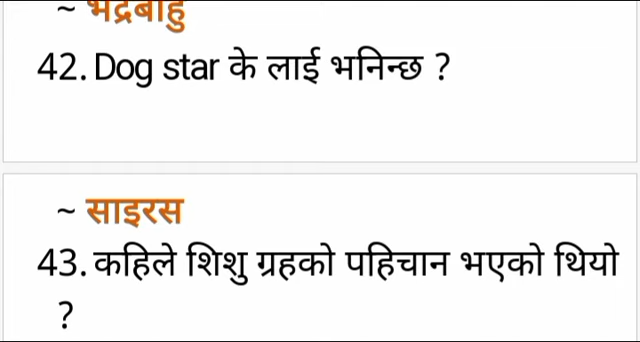 ~ भद्रबाहु
42. Dog star के लाई भनिन्छ ?
~ साइरस
43. कहिले शिशु ग्रहको पहिचान भएको थियो
?